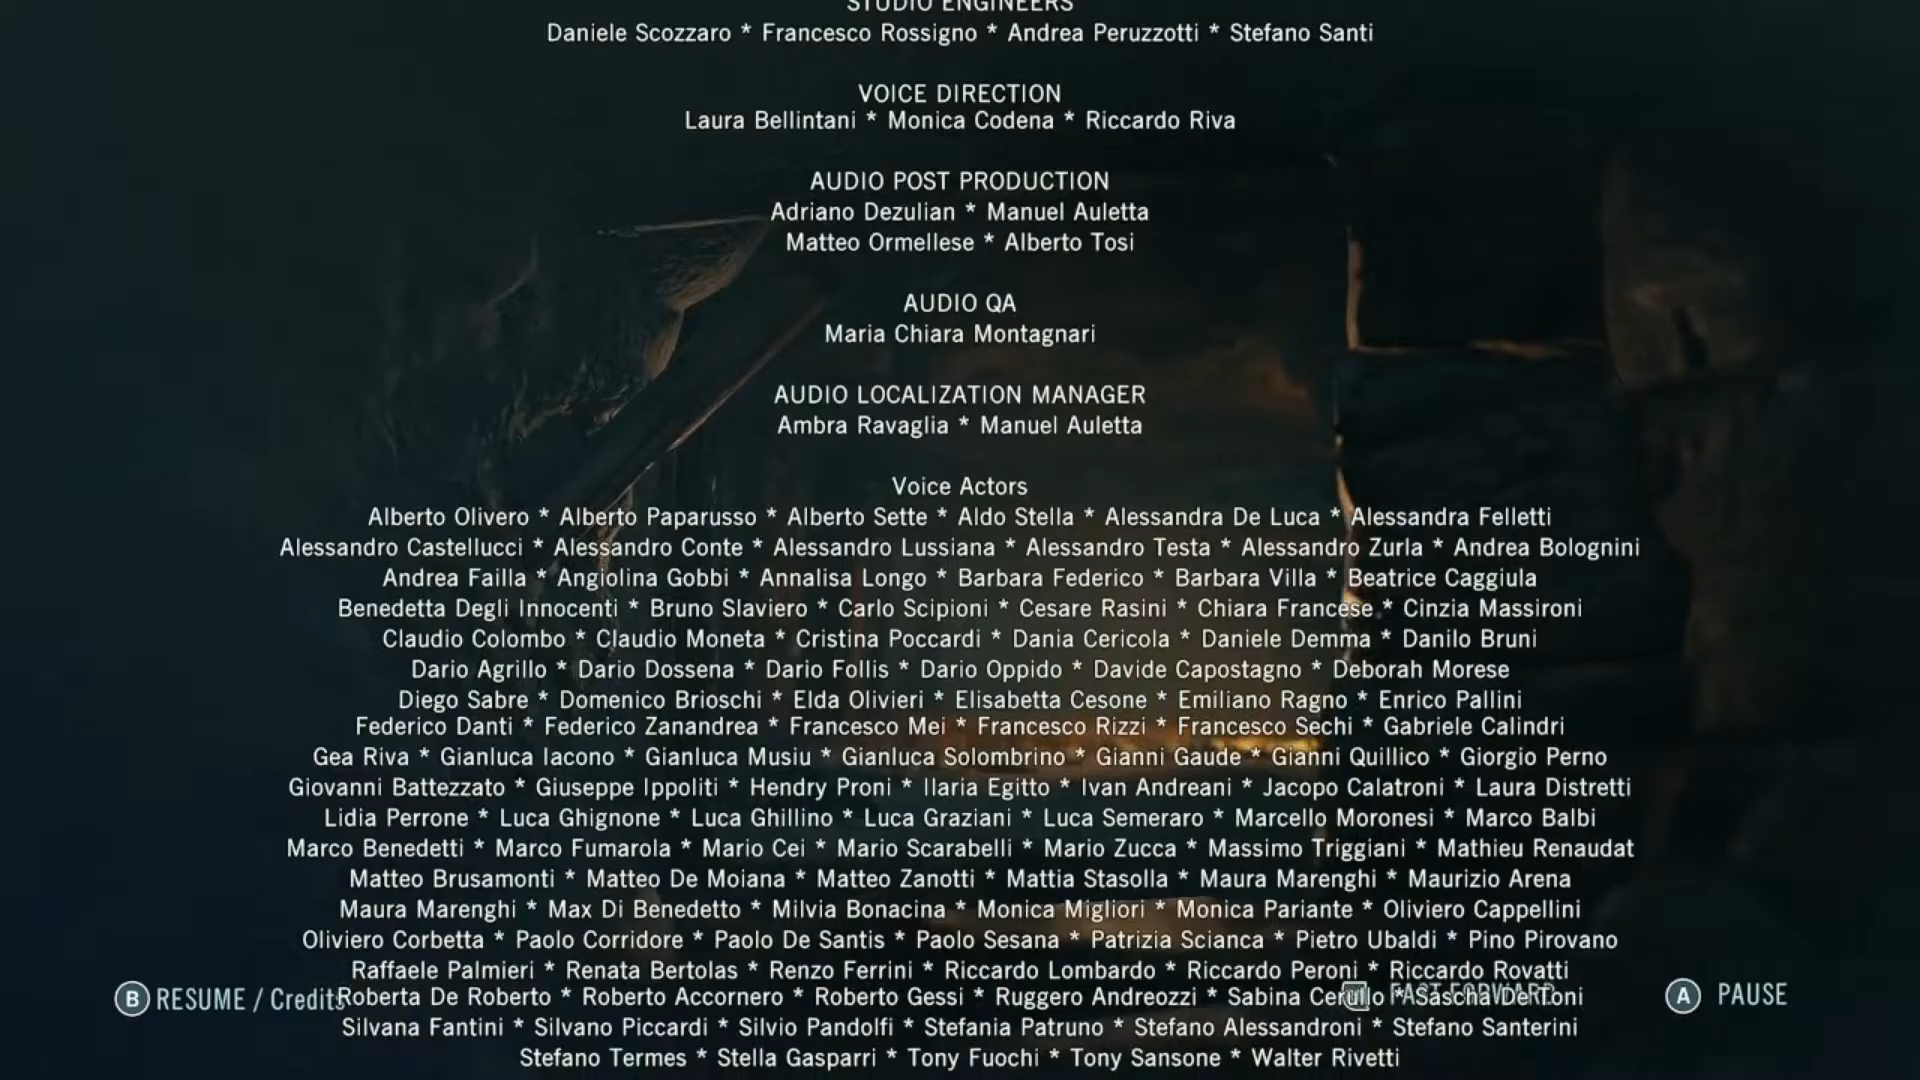 STUDIO ENGINEERS
Daniele Scozzaro * Francesco Rossigno * Andrea Peruzzotti * Stefano Santi
VOICE DIRECTION
Laura Bellintani * Monica Codena * Riccardo Riva
AUDIO POST PRODUCTION
Adriano Dezulian * Manuel Auletta
Matteo Ormellese * Alberto Tosi
AUDIO QA
Maria Chiara Montagnari
AUDIO LOCALIZATION MANAGER
Ambra Ravaglia * Manuel Auletta
Voice Actors
Alberto Olivero * Alberto Paparusso * Alberto Sette * Aldo Stella * Alessandra De Luca * Alessandra Felletti
Alessandro Castellucci * Alessandro Conte * Alessandro Lussiana * Alessandro Testa * Alessandro Zurla * Andrea Bolognini
Andrea Failla * Angiolina Gobbi * Annalisa Longo * Barbara Federico * Barbara Villa * Beatrice Caggiula
Benedetta Degli Innocenti * Bruno Slaviero * Carlo Scipioni * Cesare Rasini * Chiara Francese * Cinzia Massironi
Claudio Colombo * Claudio Moneta * Cristina Poccardi * Dania Cericola * Daniele Demma * Danilo Bruni
Dario Agrillo * Dario Dossena * Dario Follis * Dario Oppido * Davide Capostagno * Deborah Morese
Diego Sabre * Domenico Brioschi * Elda Olivieri * Elisabetta Cesone * Emiliano Ragno * Enrico Pallini
Federico Danti * Federico Zanandrea * Francesco Mei * Francesco Rizzi * Francesco Sechi * Gabriele Calindri
Gea Riva * Gianluca Iacono * Gianluca Musiu * Gianluca Solombrino * Gianni Gaude * Gianni Quillico * Giorgio Perno
Giovanni Battezzato * Giuseppe Ippoliti * Hendry Proni * Ilaria Egitto * Ivan Andreani * Jacopo Calatroni * Laura Distretti
Lidia Perrone * Luca Ghignone * Luca Ghillino * Luca Graziani * Luca Semeraro * Marcello Moronesi * Marco Balbi
Marco Benedetti * Marco Fumarola * Mario Cei * Mario Scarabelli * Mario Zucca * Massimo Triggiani * Mathieu Renaudat
Matteo Brusamonti * Matteo De Moiana * Matteo Zanotti * Mattia Stasolla * Maura Marenghi * Maurizio Arena
Maura Marenghi * Max Di Benedetto * Milvia Bonacina * Monica Migliori * Monica Pariante * Oliviero Cappellini
Oliviero Corbetta * Paolo Corridore * Paolo De Santis * Paolo Sesana * Patrizia Scianca * Pietro Ubaldi * Pino Pirovano
Raffaele Palmieri * Renata Bertolas * Renzo Ferrini * Riccardo Lombardo * Riccardo Peroni * Riccardo Rovatti
Roberta De Roberto * Roberto Accornero * Roberto Gessi * Ruggero Andreozzi * Sabina Cerullo * Sascha De Toni
Silvana Fantini * Silvano Piccardi * Silvio Pandolfi * Stefania Patruno * Stefano Alessandroni * Stefano Santerini
Stefano Termes * Stella Gasparri * Tony Fuochi * Tony Sansone * Walter Rivetti
B RESUME / Credits
FAST FORWARD
A PAUSE